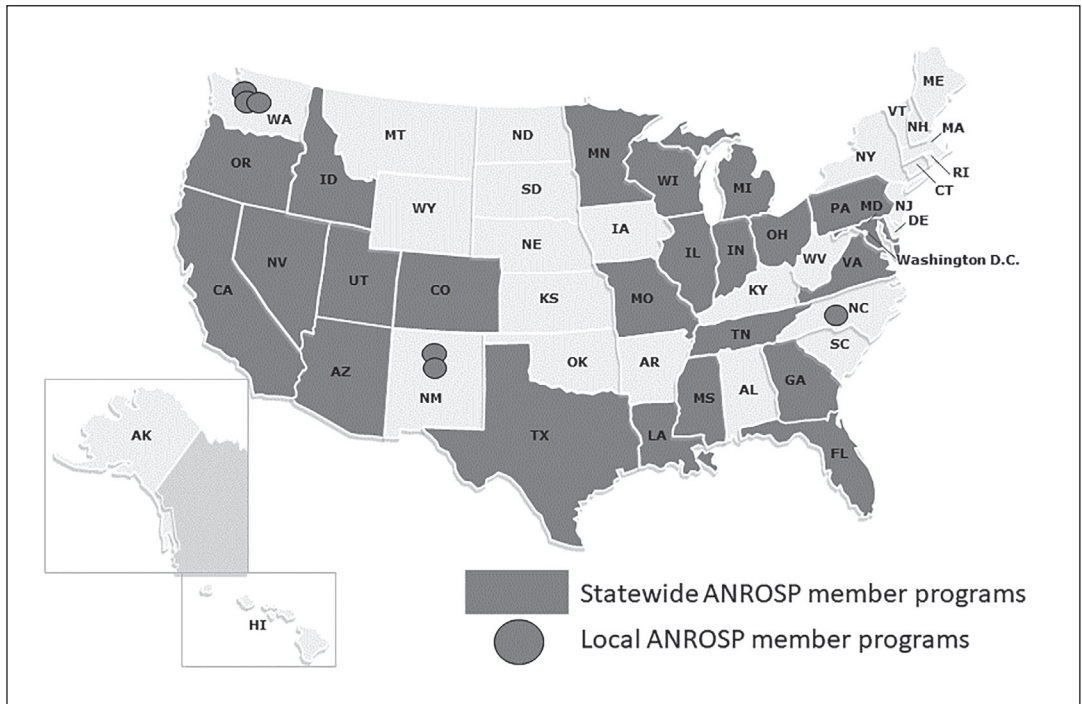 ME
VT
NH
MA
WA
MT
ND
MN
NY
RI
CT
OR
ID
SD
WI
MI
WY
PA
MD
NJ
DE
IA
NE
OH
IL
IN
WV
VA
Washington D.C.
NV
UT
CO
CA
KS
MO
KY
NC
TN
SC
AZ
NM
OK
AR
MS
AL
GA
TX
LA
FL
AK
HI
Statewide ANROSP member programs
Local ANROSP member programs